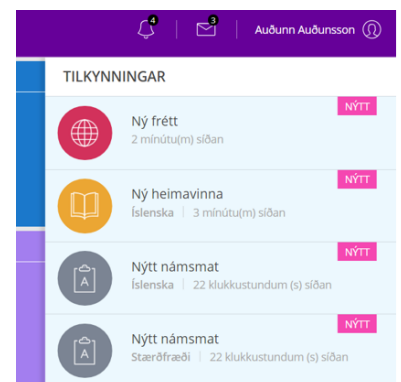 4
3
Auðunn Auðunsson
TILKYNNINGAR
NÝTT
Ný frétt
2 mínútu(m) síðan
NÝTT
Ný heimavinna
Íslenska | 3 mínútu(m) síðan
NÝTT
Nýtt námsmat
A
Íslenska | 22 klukkustundum (s) síðan
NÝTT
Nýtt námsmat
A
Stærðfræði | 22 klukkustundum (s) síðan